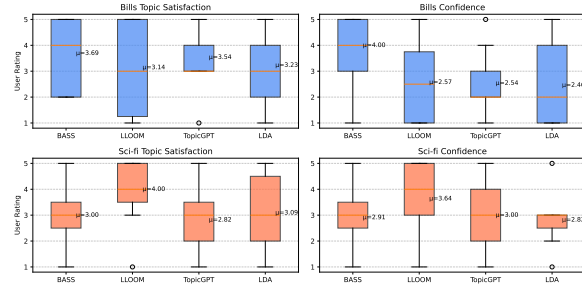 Bills Topic Satisfaction
User Rating
5
4
3
2
1
μ=3.69
μ=3.14
μ=3.54
μ=3.23
BASS
LLOOM
TopicGPT
LDA
Bills Confidence
5
4
3
2
1
μ=4.00
μ=2.57
μ=2.54
BASS
LLOOM
TopicGPT
LDA
Sci-fi Topic Satisfaction
User Rating
5
4
3
2
1
μ=3.00
μ=4.00
μ=2.82
μ=3.09
BASS
LLOOM
TopicGPT
LDA
Sci-fi Confidence
5
4
3
2
1
μ=2.91
μ=3.64
μ=3.00
BASS
LLOOM
TopicGPT
LDA